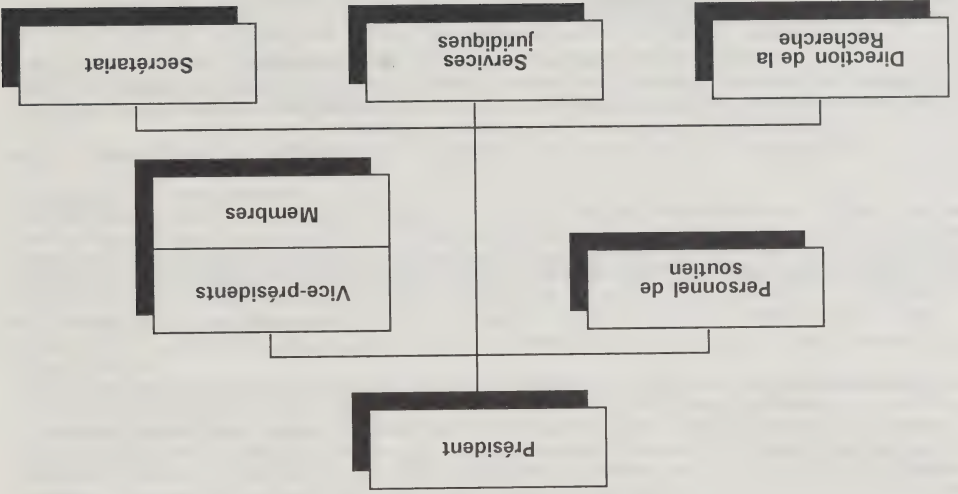 Président
Personnel de
soutien
Vice-présidents
Membres
Direction de la
Recherche
Services
juridiques
Secrétariat